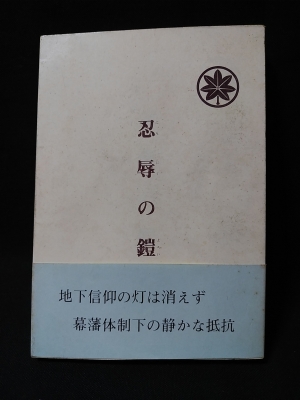 忍辱の鎧
地下信仰の灯は消えず
幕藩体制下の静かな抵抗